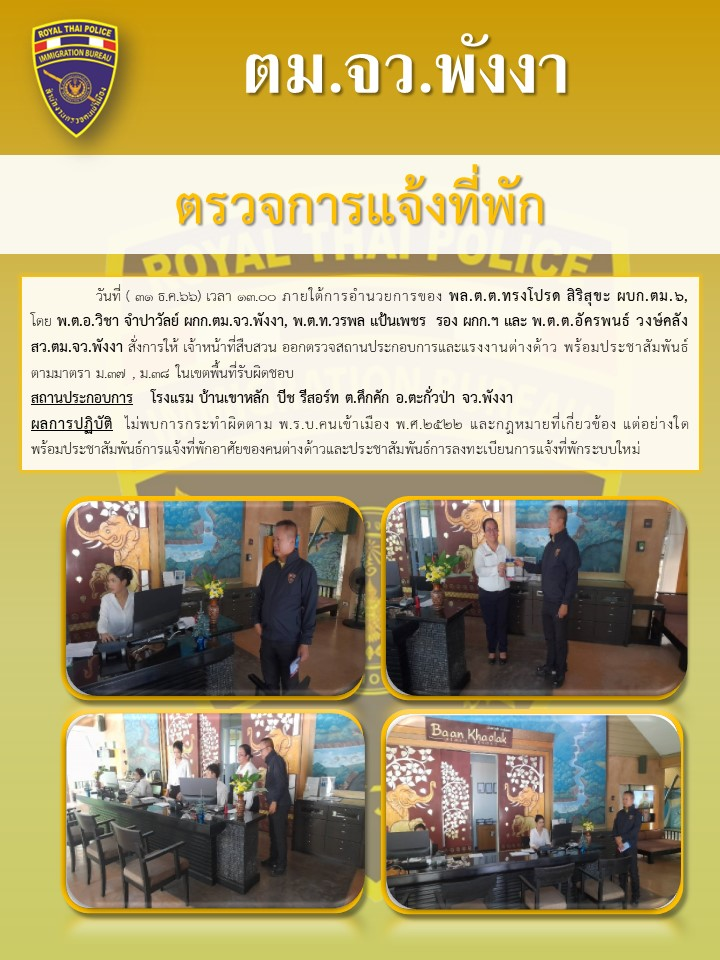 ROYAL THAI POLICE
IMMIGRATION BUREAU
สำนักงานตรวจคนเข้าเมือง
ตม.จว.พังงา
ตรวจการแจ้งที่พัก
ROYAL THAI POLICE
วันที่ ( ๓๑ ธ.ค.๖๖) เวลา ๑๓.๐๐ ภายใต้การอำนวยการของ พล.ต.ต.ทรงโปรด สิริสุขะ ผบก.ตม.๖,
โดย พ.ต.อ.วิชา จำปาวัลย์ ผกก.ตม.จว.พังงา, พ.ต.ท.วรพล แป้นเพชร รอง ผกก.ฯ และ พ.ต.ต.อัครพนธ์ วงษ์คลัง
สว.ตม.จว.พังงา สั่งการให้ เจ้าหน้าที่สืบสวน ออกตรวจสถานประกอบการและแรงงานต่างด้าว พร้อมประชาสัมพันธ์
ตามมาตรา ม.๓๗ , ม.๓๘ ในเขตพื้นที่รับผิดชอบ
สถานประกอบการ โรงแรม บ้านเขาหลัก บีช รีสอร์ท ต.คึกคัก อ.ตะกั่วป่า จว.พังงา
ผลการปฏิบัติ ไม่พบการกระทำผิดตาม พ.ร.บ.คนเข้าเมือง พ.ศ.๒๕๒๒ และกฎหมายที่เกี่ยวข้อง แต่อย่างใด
พร้อมประชาสัมพันธ์การแจ้งที่พักอาศัยของคนต่างด้าวและประชาสัมพันธ์การลงทะเบียนการแจ้งที่พักระบบใหม่
Baan Khaolak